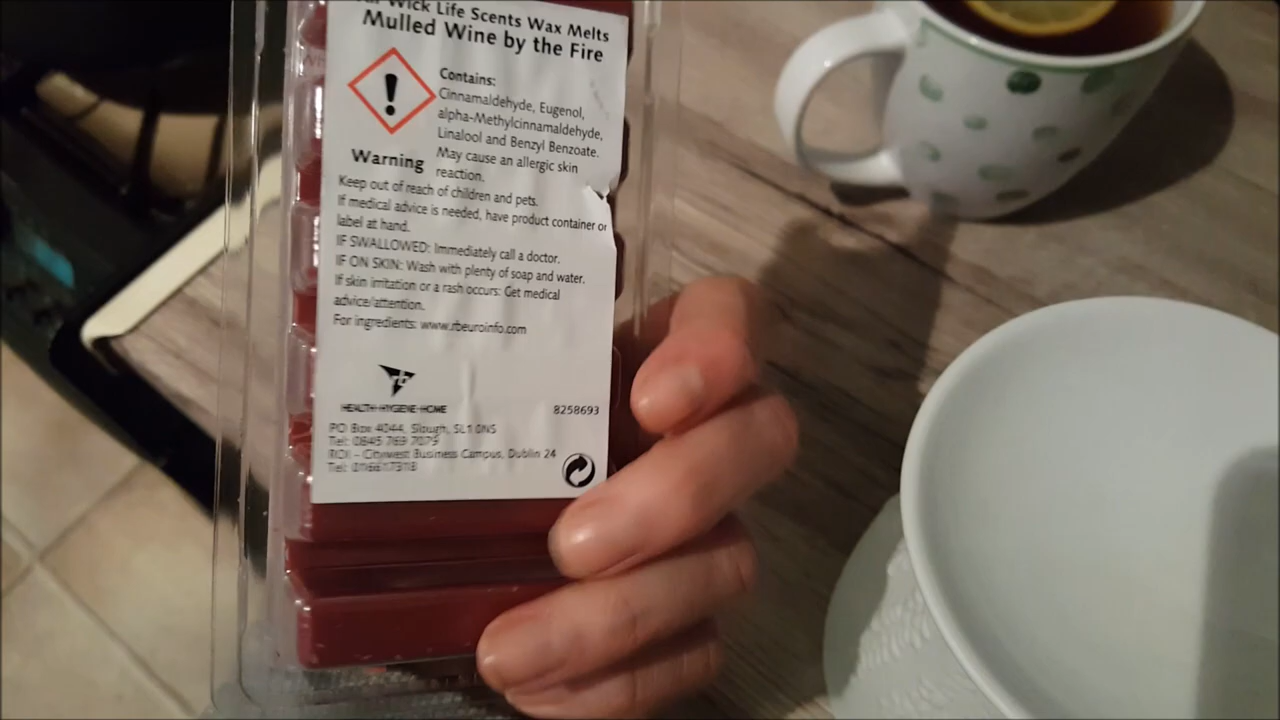 Wick Life Scents Wax Melts
Mulled Wine by the Fire
Contains:
Cinnamaldehyde, Eugenol,
alpha-Methylcinnamaldehyde,
Linalool and Benzyl Benzoate.
May cause an allergic skin
reaction.
Warning
Keep out of reach of children and pets.
If medical advice is needed, have product container or
label at hand.
IF SWALLOWED: Immediately call a doctor.
IF ON SKIN: Wash with plenty of soap and water.
If skin irritation or a rash occurs: Get medical
advice/attention.
For ingredients: www.rbeuroinfo.com
rb
HEALTH·HYGIENE·HOME
8258693
PO Box 4044, Slough, SL1 0NS
Tel: 0845 769 7079
ROI - Citywest Business Campus, Dublin 24
Tel: